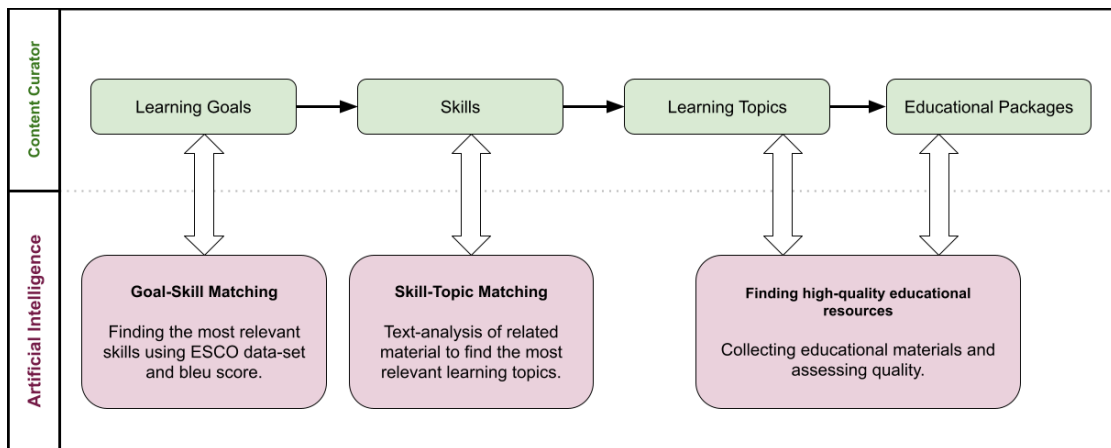 Content Curator
Learning Goals
Skills
Learning Topics
Educational Packages
Artificial Intelligence
Goal-Skill Matching
Finding the most relevant
skills using ESCO data-set
and bleu score.
Skill-Topic Matching
Text-analysis of related
material to find the most
relevant learning topics.
Finding high-quality educational
resources
Collecting educational materials and
assessing quality.